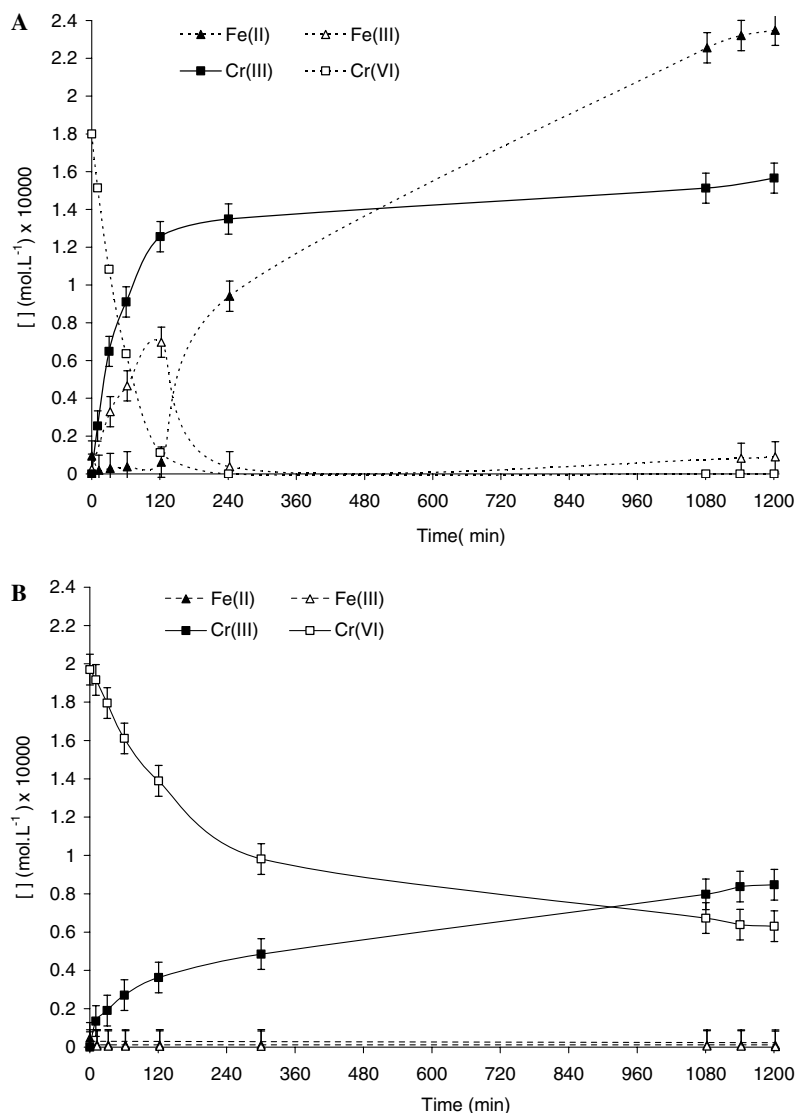 A
Fe(II) Fe(III)
Cr(III) Cr(VI)
2.4
2.2
2
1.8
1.6
1.4
1.2
1
0.8
0.6
0.4
0.2
0
[ ] (mol.L-1) x 10000
0 120 240 360 480 600 720 840 960 1080 1200
Time( min)
B
Fe(II) Fe(III)
Cr(III) Cr(VI)
2.4
2.2
2
1.8
1.6
1.4
1.2
1
0.8
0.6
0.4
0.2
0
[ ] (mol.L-1) x 10000
0 120 240 360 480 600 720 840 960 1080 1200
Time (min)